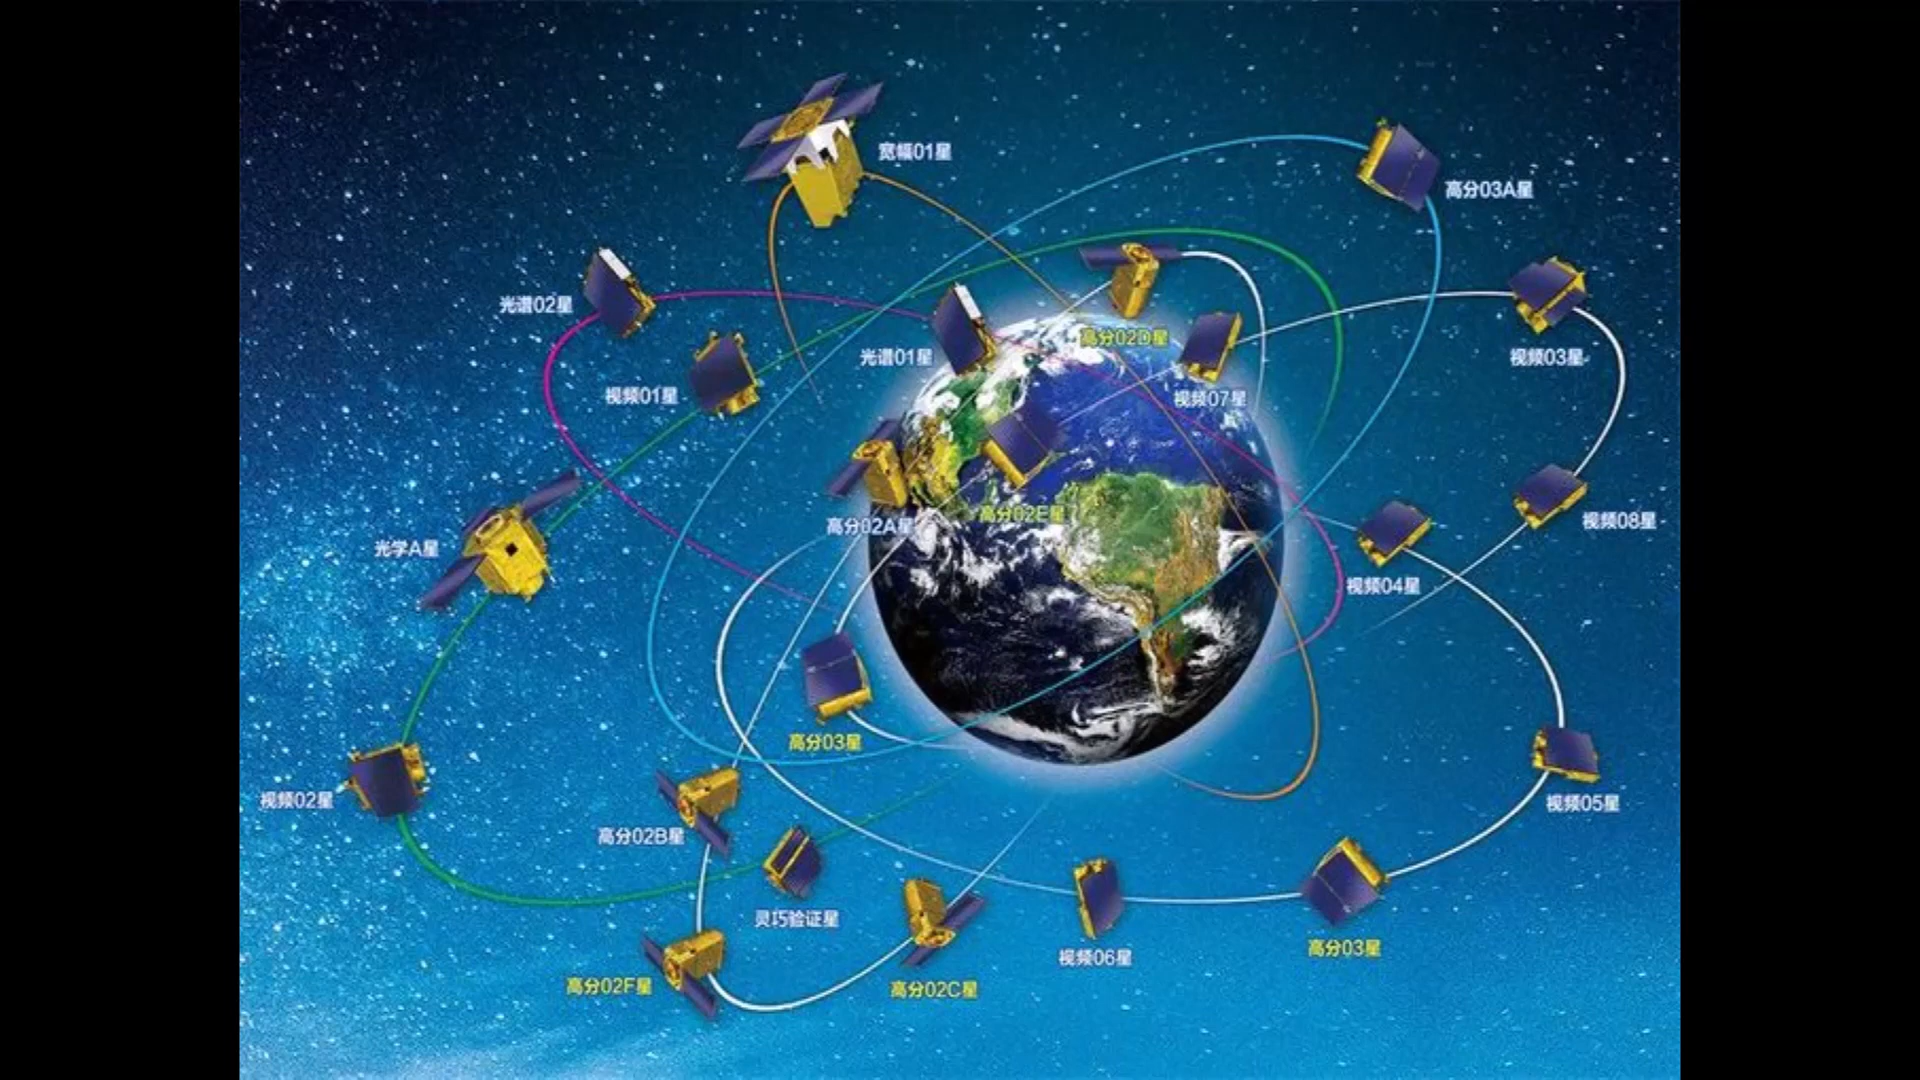 宽幅01星
高分03A星
光谱02星
高分02D星
光谱01星
视频03星
视频01星
视频07星
高分02E星
高分02A星
视频08星
光学A星
视频04星
高分03星
视频02星
视频05星
高分02B星
灵巧验证星
高分03星
视频06星
高分02F星
高分02C星